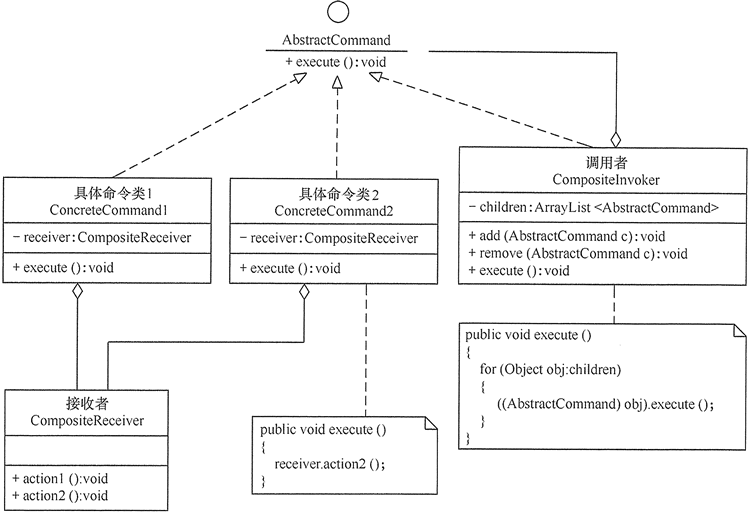 AbstractCommand
+ execute ():void
具体命令类1
ConcreteCommand1
- receiver:CompositeReceiver
+ execute ():void
具体命令类2
ConcreteCommand2
- receiver:CompositeReceiver
+ execute ():void
调用者
CompositeInvoker
- children:ArrayList <AbstractCommand>
+ add (AbstractCommand c):void
+ remove (AbstractCommand c):void
+ execute ():void
接收者
CompositeReceiver
+ action1 ():void
+ action2 ():void
public void execute ()
{
receiver.action2 ();
}
public void execute ()
{
for (Object obj:children)
{
((AbstractCommand) obj).execute ();
}
}